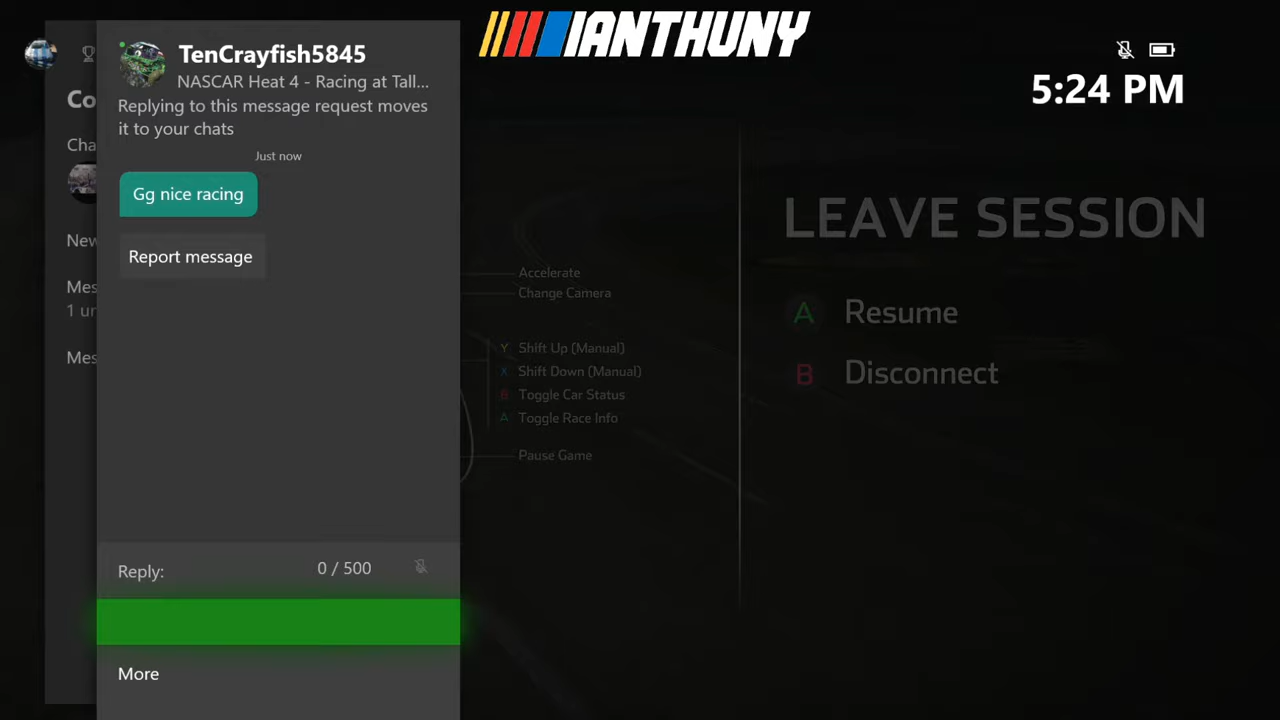 IANTHUNY
TenCrayfish5845
NASCAR Heat 4 - Racing at Tall...
Replying to this message request moves
it to your chats
Just now
Gg nice racing
Report message
Reply:
0 / 500
More
Co
Cha
New
Mes
1 un
Mes
5:24 PM
Accelerate
Change Camera
Y Shift Up (Manual)
X Shift Down (Manual)
B Toggle Car Status
A Toggle Race Info
Pause Game
LEAVE SESSION
A Resume
B Disconnect